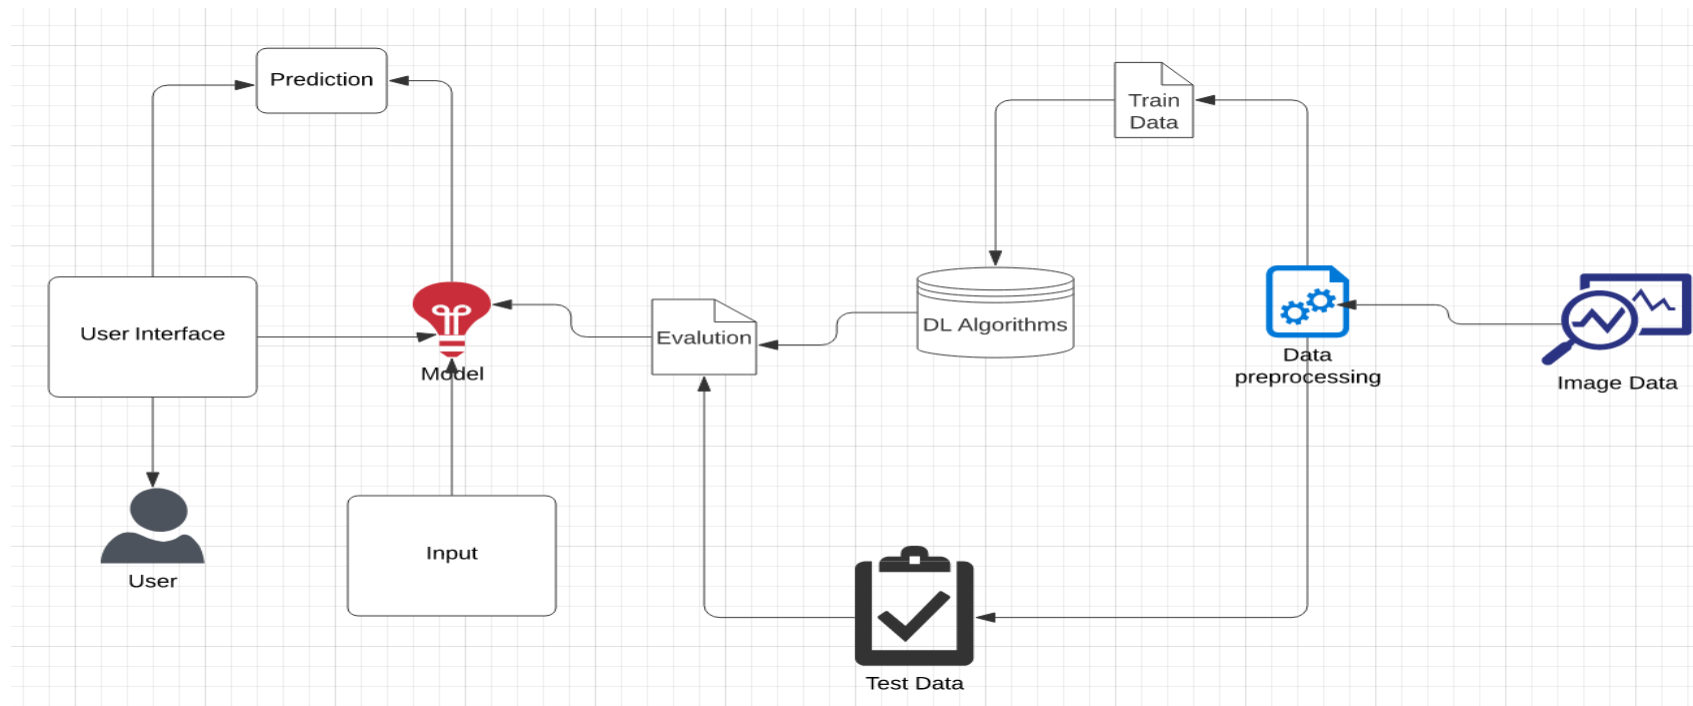 Prediction
Train
Data
User Interface
Model
Evalution
DL Algorithms
Data
preprocessing
Image Data
Input
User
Test Data